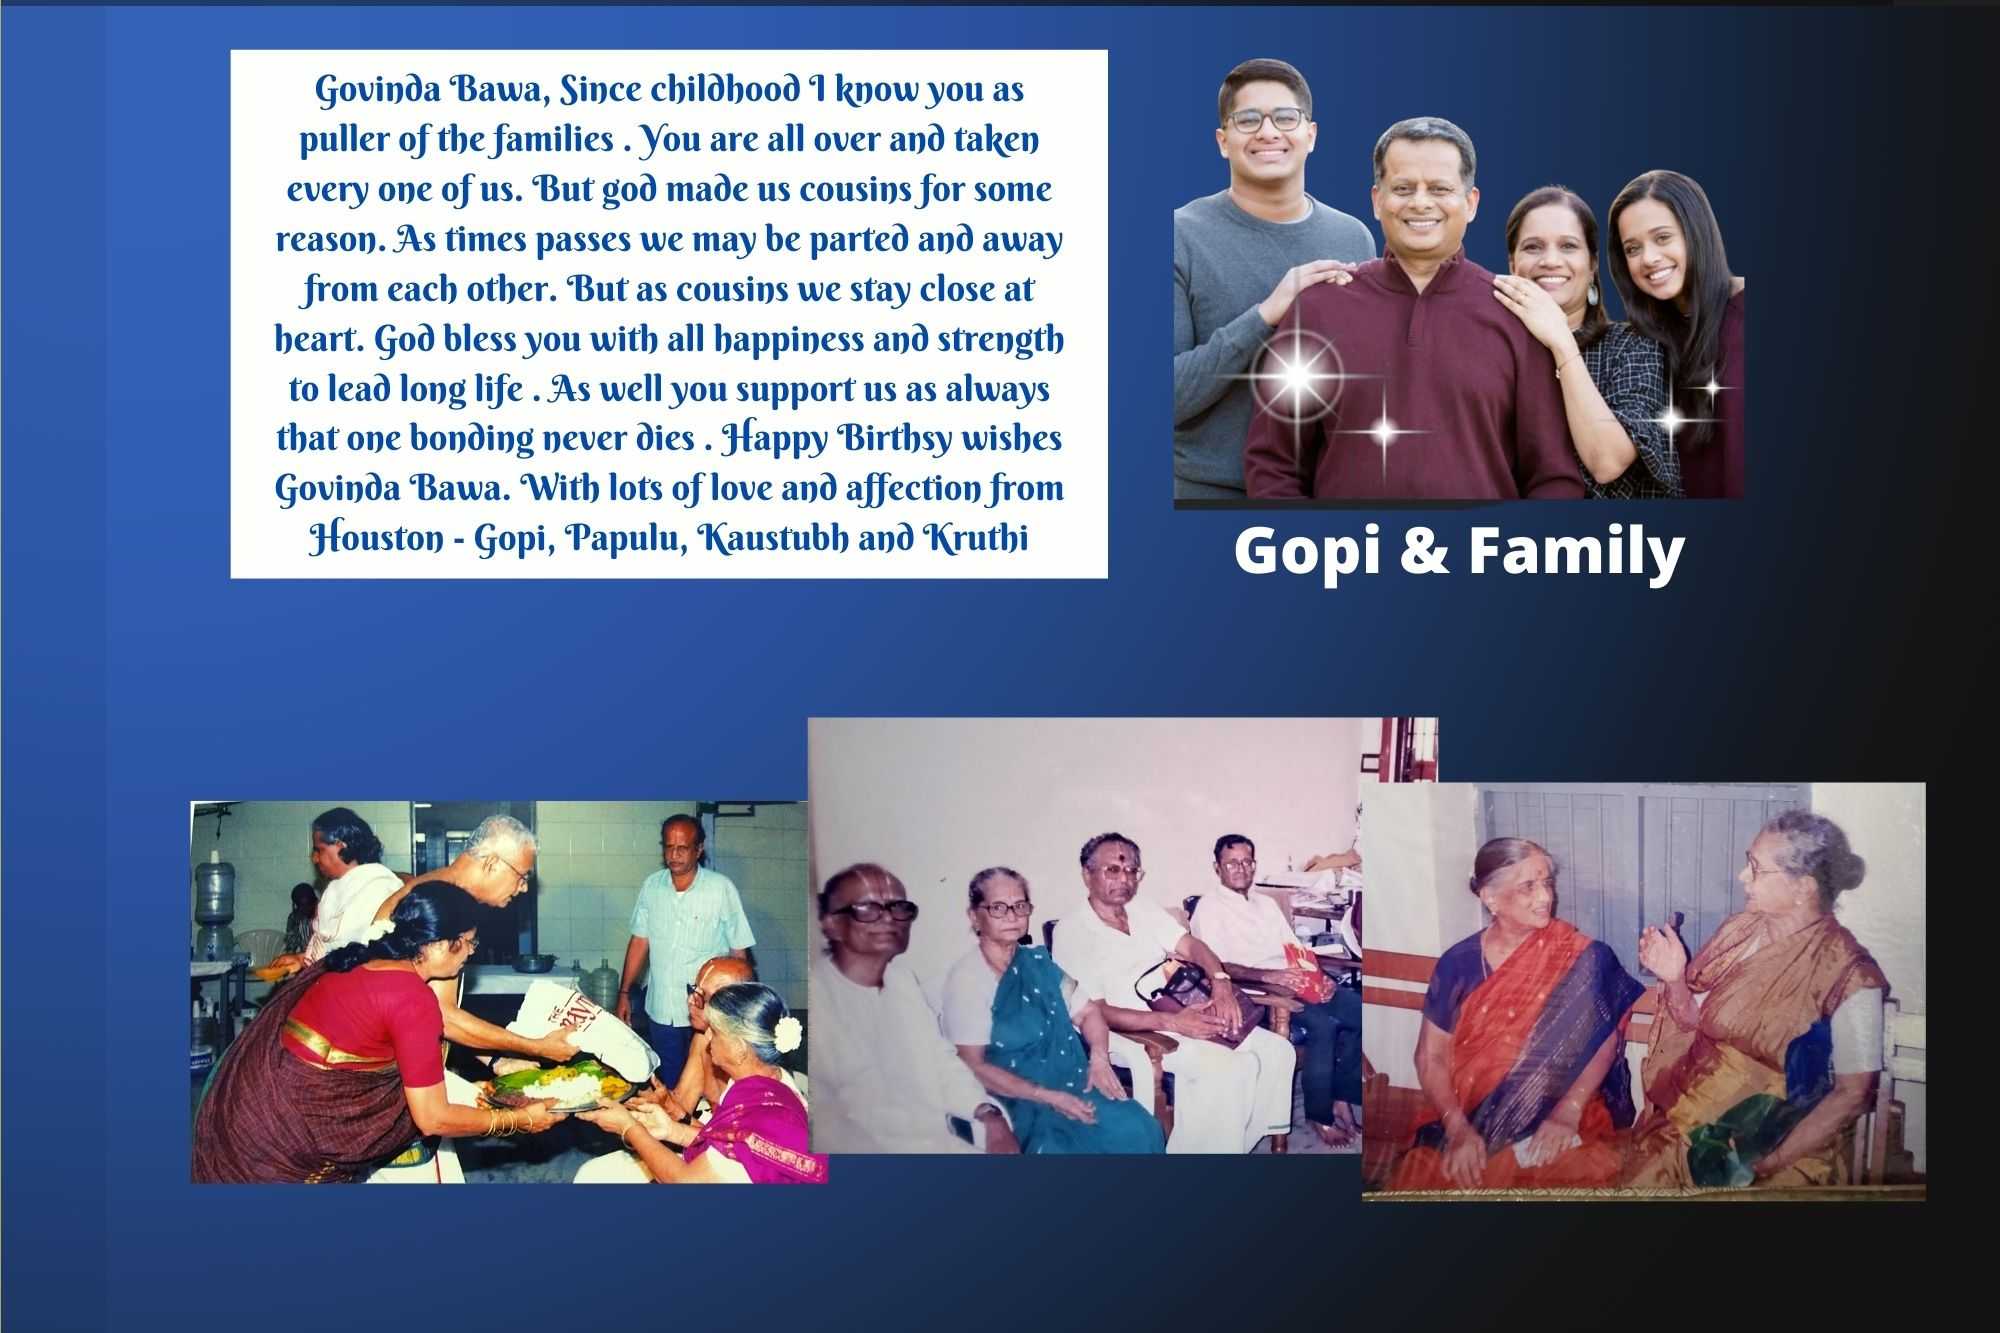 Govinda Bawa, Since childhood I know you as
puller of the families . You are all over and taken
every one of us. But god made us cousins for some
reason. As times passes we may be parted and away
from each other. But as cousins we stay close at
heart. God bless you with all happiness and strength
to lead long life . As well you support us as always
that one bonding never dies . Happy Birthsy wishes
Govinda Bawa. With lots of love and affection from
Houston - Gopi, Papulu, Kaustubh and Kruthi
Gopi & Family
THE